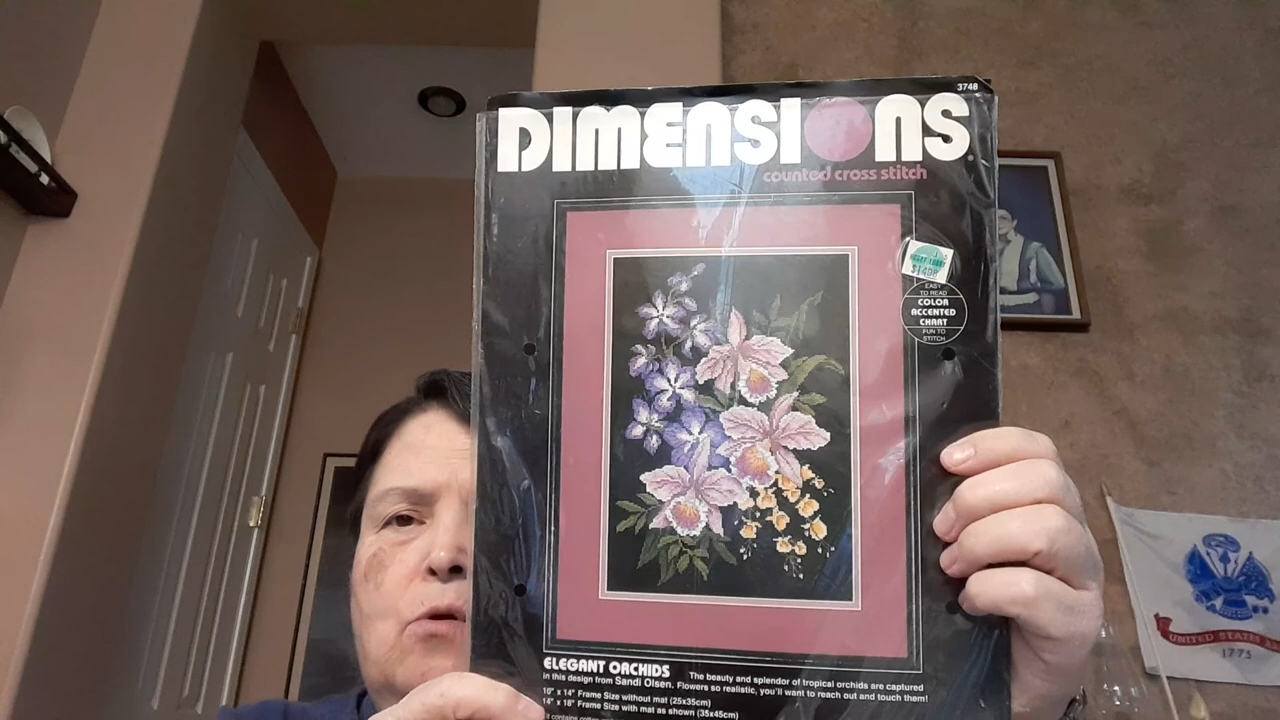 3748
DIMENSIONS
counted cross stitch
$14.98
EASY
TO READ
COLOR
ACCENTED
CHART
FUN TO
STITCH
ELEGANT ORCHIDS The beauty and splendor of tropical orchids are captured
in this design from Sandi Olsen. Flowers so realistic, you'll want to reach out and touch them!
10" x 14" Frame Size without mat (25x35cm)
14" x 18" Frame Size with mat as shown (35x45cm)
contains
UNITED STATES
1775